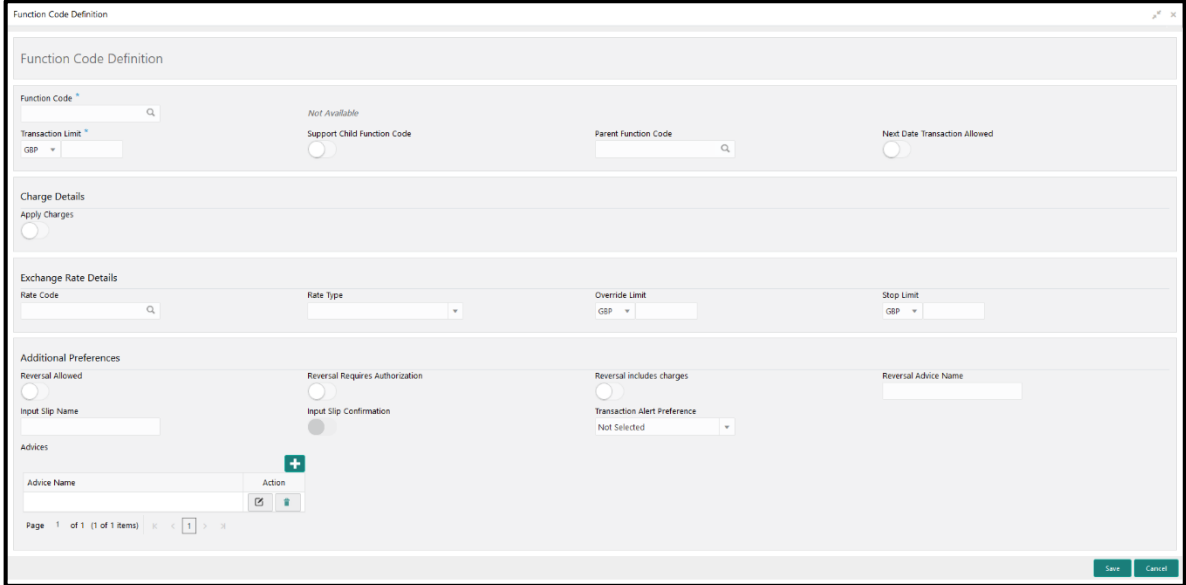 Function Code Definition
Function Code Definition
Function Code *
Not Available
Transaction Limit * Support Child Function Code Parent Function Code Next Date Transaction Allowed
GBP
Charge Details
Apply Charges
Exchange Rate Details
Rate Code Rate Type Override Limit Stop Limit
GBP GBP
Additional Preferences
Reversal Allowed Reversal Requires Authorization Reversal includes charges Reversal Advice Name
Input Slip Name Input Slip Confirmation Transaction Alert Preference
Not Selected
Advices
Advice Name Action
Page 1 of 1 (1 of 1 items) 1
Save Cancel